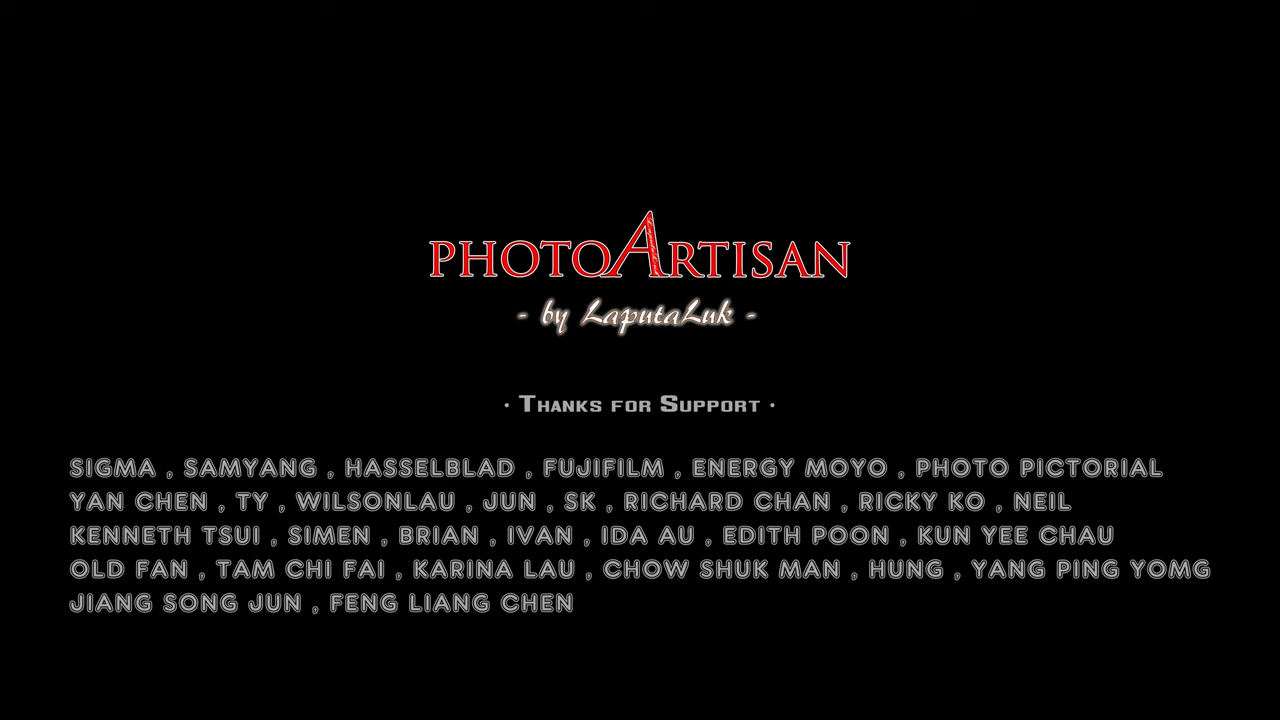 PHOTOARTISAN
- by LaputaLuk -
· Thanks for Support ·
SIGMA , SAMYANG , HASSELBLAD , FUJIFILM , ENERGY MOYO , PHOTO PICTORIAL
YAN CHEN , TY , WILSONLAU , JUN , SK , RICHARD CHAN , RICKY KO , NEIL
KENNETH TSUI , SIMEN , BRIAN , IVAN , IDA AU , EDITH POON , KUN YEE CHAU
OLD FAN , TAM CHI FAI , KARINA LAU , CHOW SHUK MAN , HUNG , YANG PING YOMG
JIANG SONG JUN , FENG LIANG CHEN